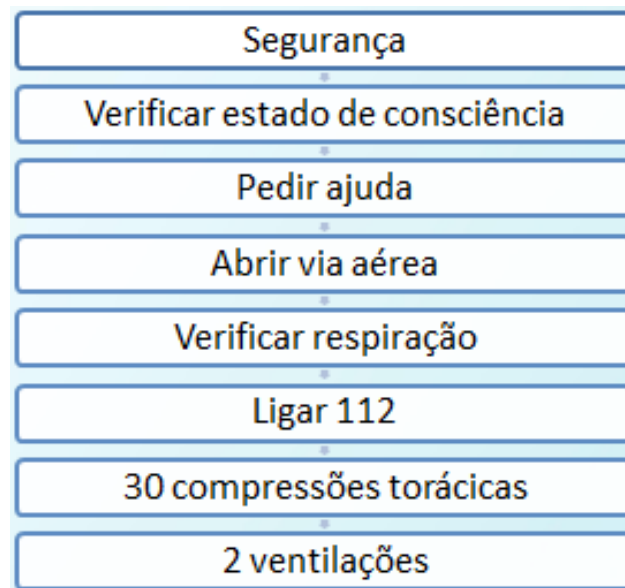 Segurança
Verificar estado de consciência
Pedir ajuda
Abrir via aérea
Verificar respiração
Ligar 112
30 compressões torácicas
2 ventilações